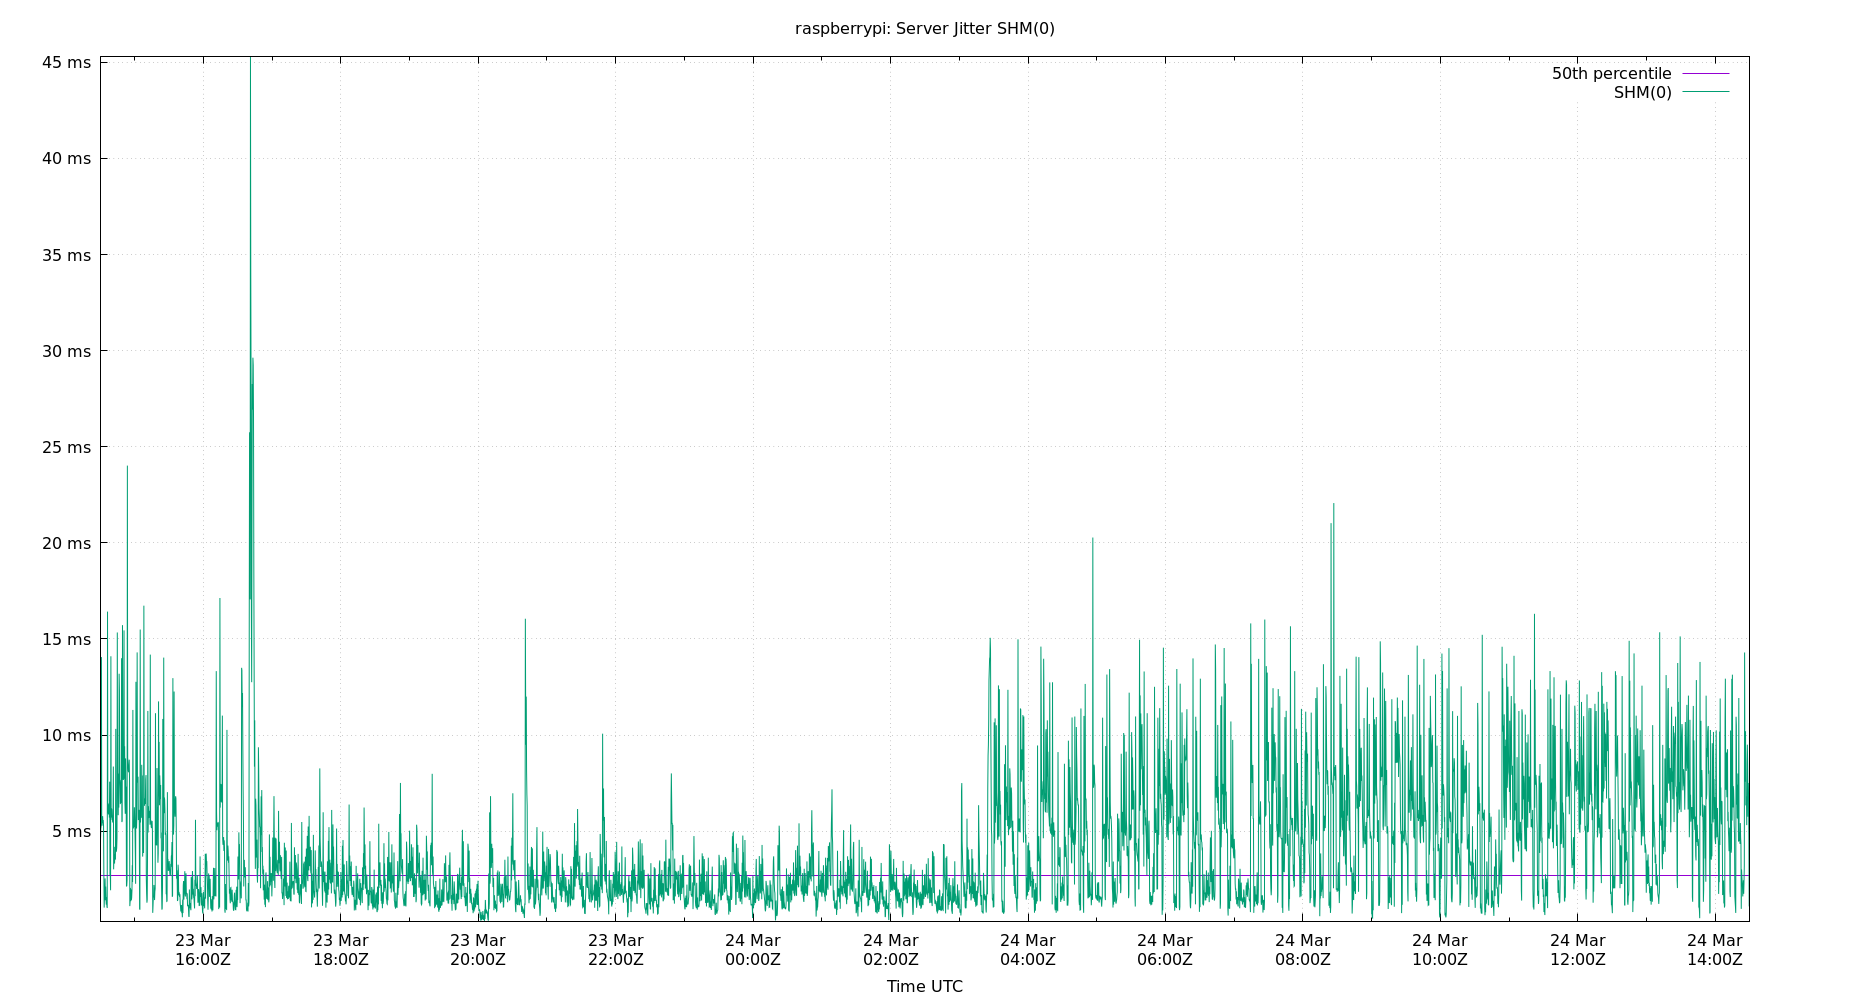 raspberrypi: Server Jitter SHM(0)
45 ms
40 ms
35 ms
30 ms
25 ms
20 ms
15 ms
10 ms
5 ms
50th percentile
SHM(0)
23 Mar
16:00Z
23 Mar
18:00Z
23 Mar
20:00Z
23 Mar
22:00Z
24 Mar
00:00Z
24 Mar
02:00Z
24 Mar
04:00Z
24 Mar
06:00Z
24 Mar
08:00Z
24 Mar
10:00Z
24 Mar
12:00Z
24 Mar
14:00Z
Time UTC